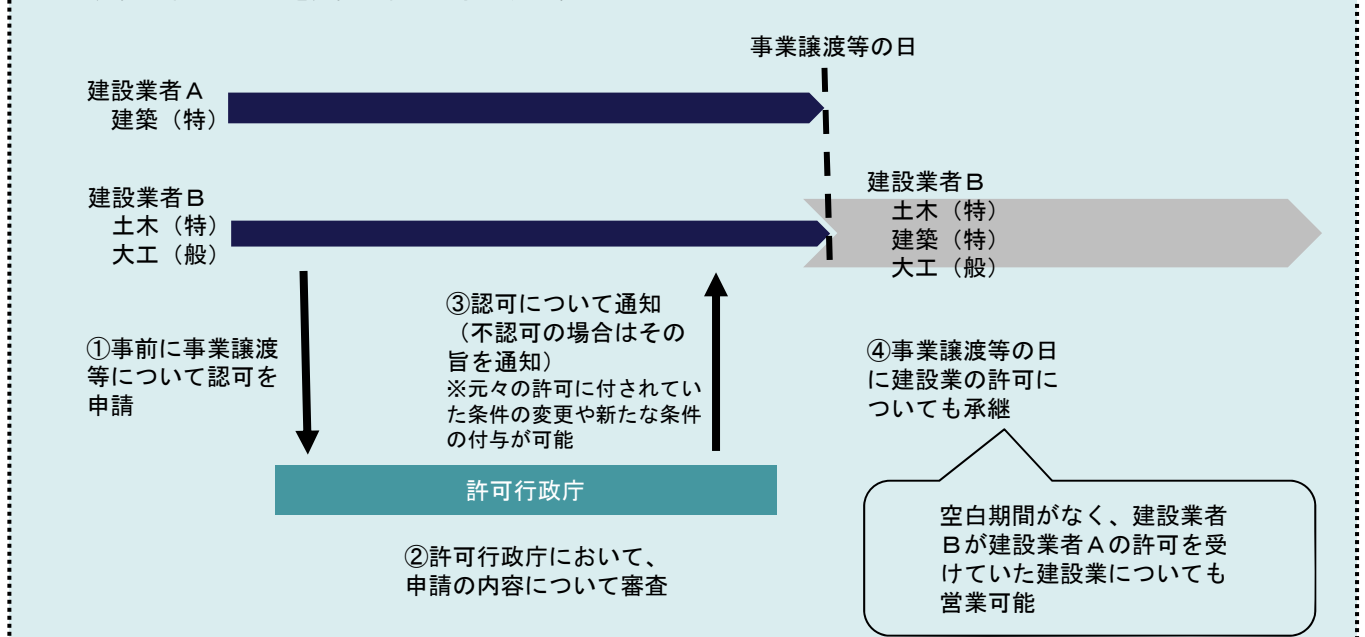 事業譲渡等の日
建設業者Ａ
建築（特）
建設業者Ｂ
土木（特）
大工（般）
建設業者Ｂ
土木（特）
建築（特）
大工（般）
①事前に事業譲渡
等について認可を
申請
③認可について通知
（不認可の場合はその
旨を通知）
※元々の許可に付されてい
た条件の変更や新たな条件
の付与が可能
④事業譲渡等の日
に建設業の許可に
ついても承継
許可行政庁
②許可行政庁において、
申請の内容について審査
空白期間がなく、建設業者
Ｂが建設業者Ａの許可を受
けていた建設業についても
営業可能